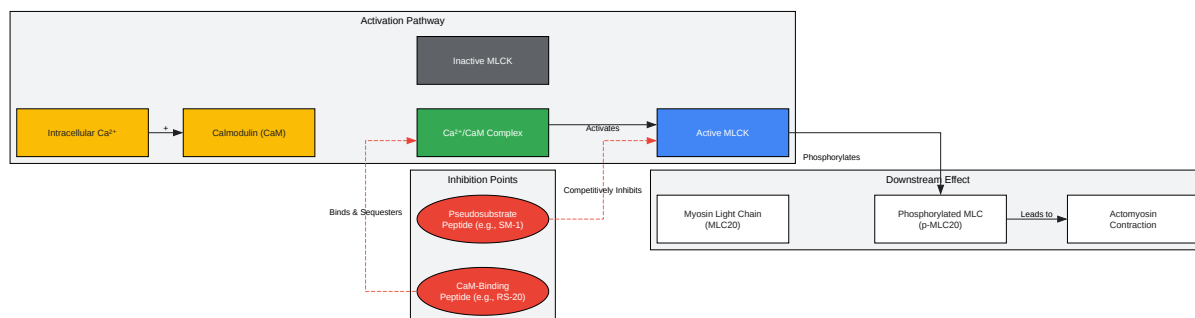 Activation Pathway
Inactive MLCK
Intracellular Ca²⁺
+
Calmodulin (CaM)
Ca²⁺/CaM Complex
Activates
Active MLCK
Phosphorylates
Inhibition Points
Pseudosubstrate
Peptide (e.g., SM-1)
Competitively Inhibits
Binds & Sequesters
CaM-Binding
Peptide (e.g., RS-20)
Downstream Effect
Myosin Light Chain
(MLC20)
Phosphorylated MLC
(p-MLC20)
Leads to
Actomyosin
Contraction